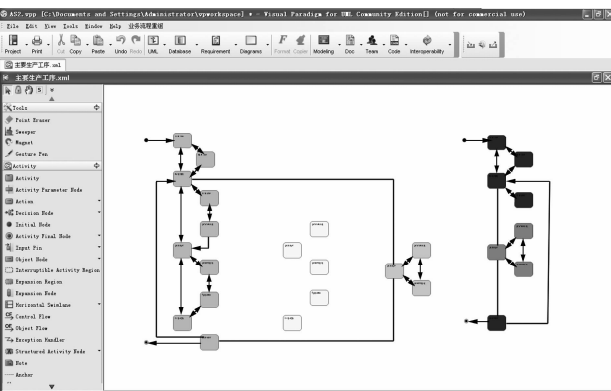 AS2.vpp [C:\Documents and Settings\Administrator\vpworkspace] * - Visual Paradigm for UML Community Edition[] (not for commercial use)
File Edit View Tools Window Help 业务流程重组
Project Print Cut Copy Paste Undo Redo UML Database Requirement Diagrams Format Copier Modeling Doc Team Code Interoperability
主要生产工序.xml
主要生产工序.xml
Tools
Point Eraser
Sweeper
Magnet
Gesture Pen
Activity
Activity
Activity Parameter Node
Action
Decision Node
Initial Node
Activity Final Node
Input Pin
Object Node
Interruptible Activity Region
Expansion Region
Expansion Node
Horizontal Swimlane
Control Flow
Object Flow
Exception Handler
Structured Activity Node
Note
Anchor